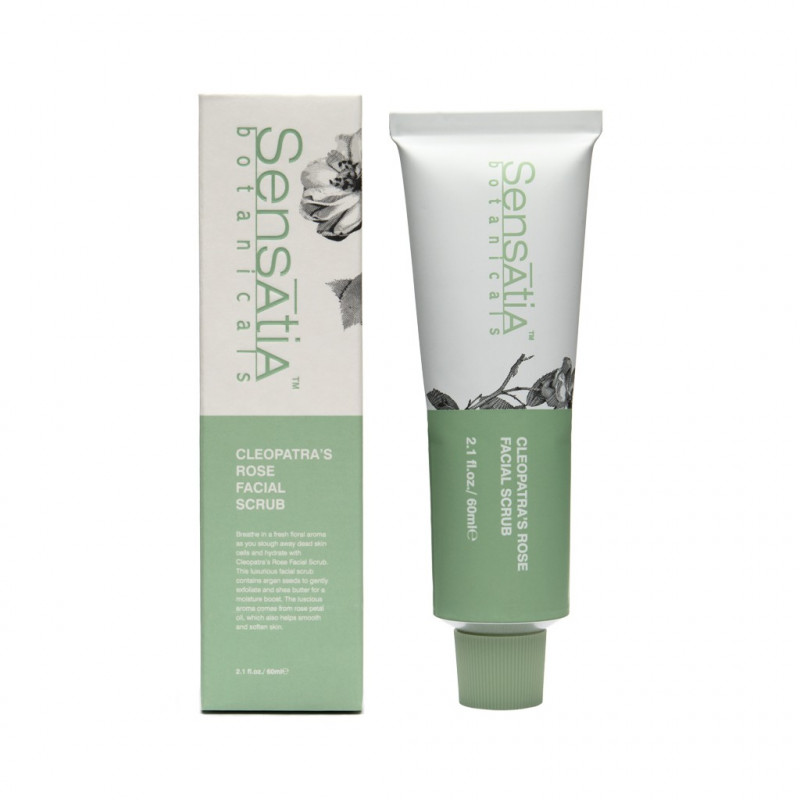 Sensatia
botanicals
™
CLEOPATRA'S
ROSE
FACIAL
SCRUB
Breathe in a fresh floral aroma
as you slough away dead skin
cells and hydrate with
Cleopatra's Rose Facial Scrub.
This luxurious facial scrub
contains argan seeds to gently
exfoliate and shea butter for a
moisture boost. The luscious
aroma comes from rose petal
oil, which also helps smooth
and soften skin.
2.1 fl.oz./ 60ml℮
Sensatia
botanicals
™
CLEOPATRA'S ROSE
FACIAL SCRUB
2.1 fl.oz./ 60ml℮